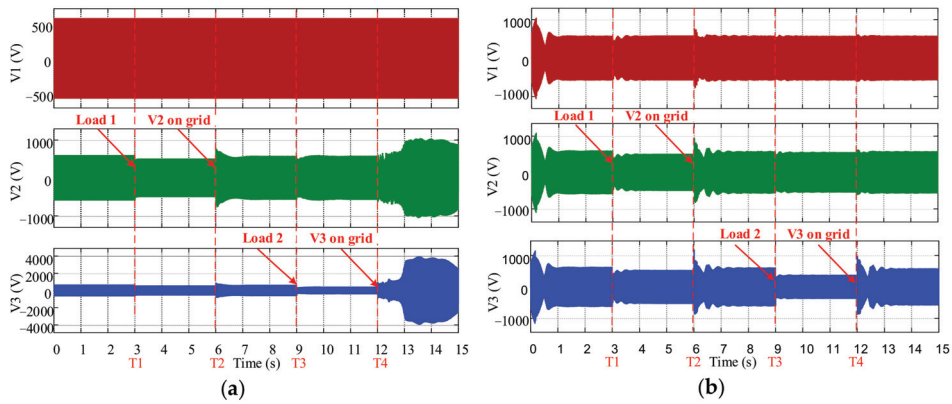 500
V1 (V)
0
−500
Load 1
V2 on grid
1000
V2 (V)
0
−1000
Load 2
V3 on grid
4000
2000
V3 (V)
0
−2000
−4000
0 1 2 3 4 5 6 7 8 9 10 11 12 13 14 15
T1 T2 Time (s) T3 T4
(a)
1000
V1 (V)
0
−1000
Load 1
V2 on grid
1000
V2 (V)
0
−1000
Load 2
V3 on grid
1000
V3 (V)
0
−1000
0 1 2 3 4 5 6 7 8 9 10 11 12 13 14 15
T1 T2 Time (s) T3 T4
(b)